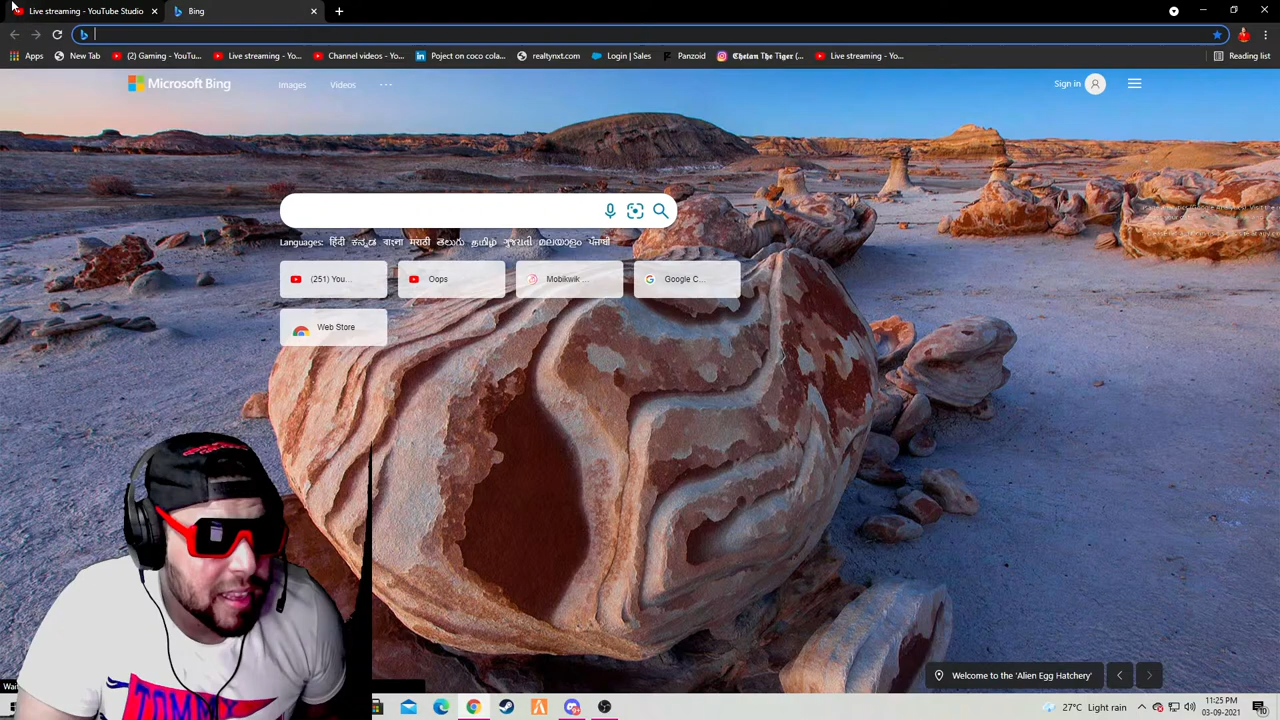 Live streaming - YouTube Studio
Bing
Apps
New Tab
(2) Gaming - YouTu...
Live streaming - Yo...
Channel videos - Yo...
Poject on coco cola...
realtynxt.com
Login | Sales
Panzoid
𝕮𝖍𝖊𝖙𝖆𝖓 𝕿𝖍𝖊 𝕿𝖎𝖌𝖊𝖗 (...
Live streaming - Yo...
Reading list
Microsoft Bing
Images
Videos
...
Sign in
Languages: हिंदी ಕನ್ನಡ বাংলা मराठी తెలుగు தமிழ் ગુજરાતી മലയാളം ਪੰਜਾਬੀ
(251) You...
Oops
Mobikwik ...
Google C...
Web Store
TOMMY
Welcome to the 'Alien Egg Hatchery'
Wai
27°C Light rain
11:25 PM
03-09-2021
10